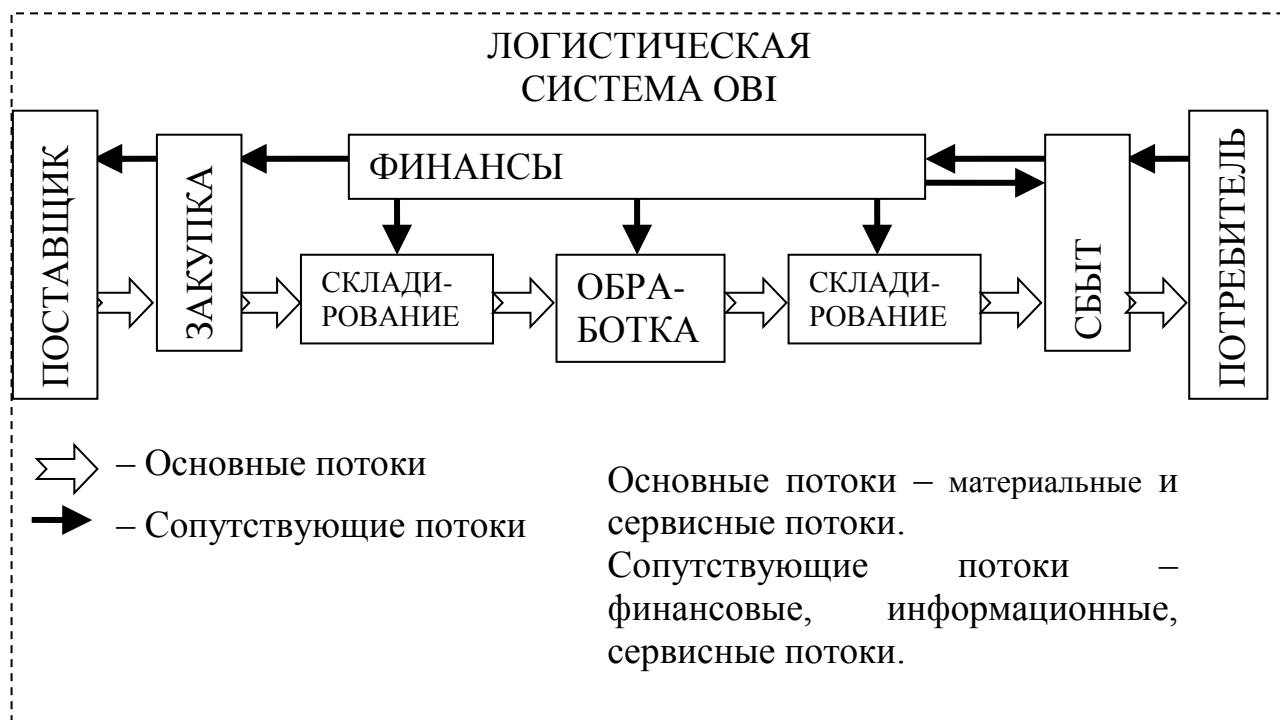 ЛОГИСТИЧЕСКАЯ
СИСТЕМА OBI
ПОСТАВЩИК
ЗАКУПКА
ФИНАНСЫ
СКЛАДИ-
РОВАНИЕ
ОБРА-
БОТКА
СКЛАДИ-
РОВАНИЕ
СБЫТ
ПОТРЕБИТЕЛЬ
– Основные потоки
– Сопутствующие потоки
Основные потоки – материальные и
сервисные потоки.
Сопутствующие потоки –
финансовые, информационные,
сервисные потоки.